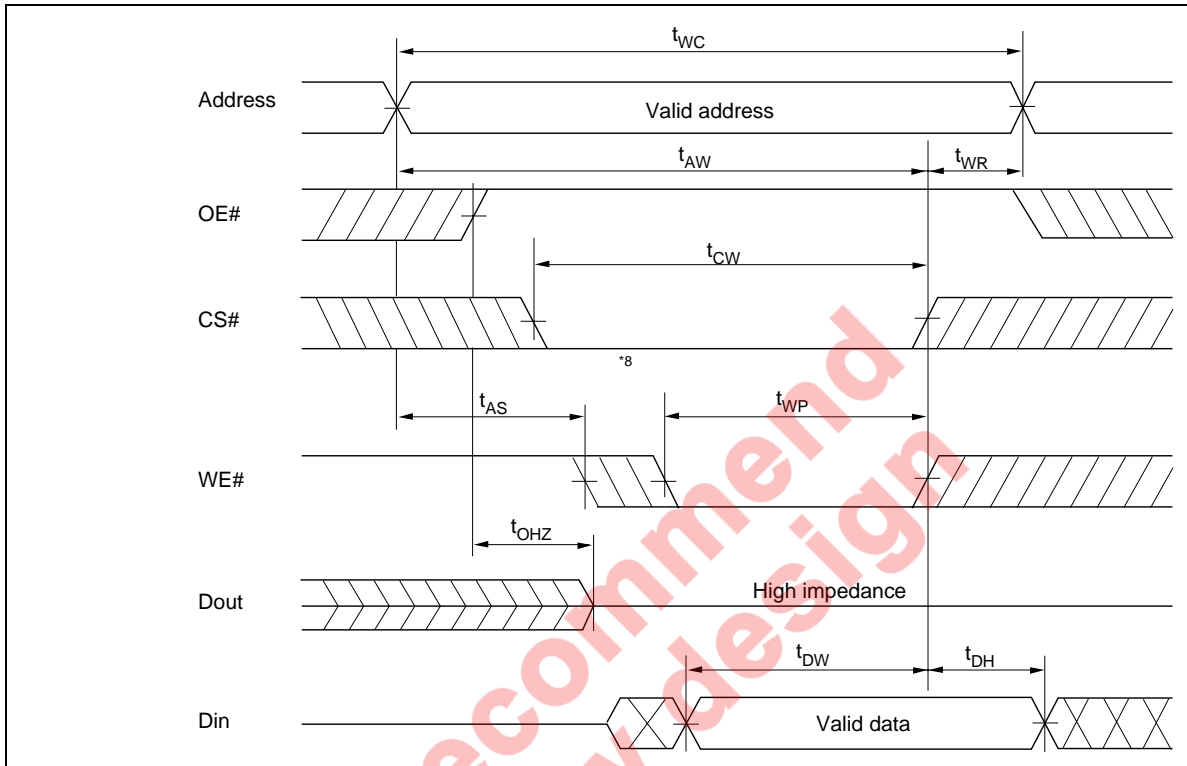 tWC
Address
Valid address
tAW
tWR
OE#
tCW
CS#
*8
tAS
tWP
WE#
tOHZ
Dout
High impedance
tDW
tDH
Din
Valid data
ecommend
design